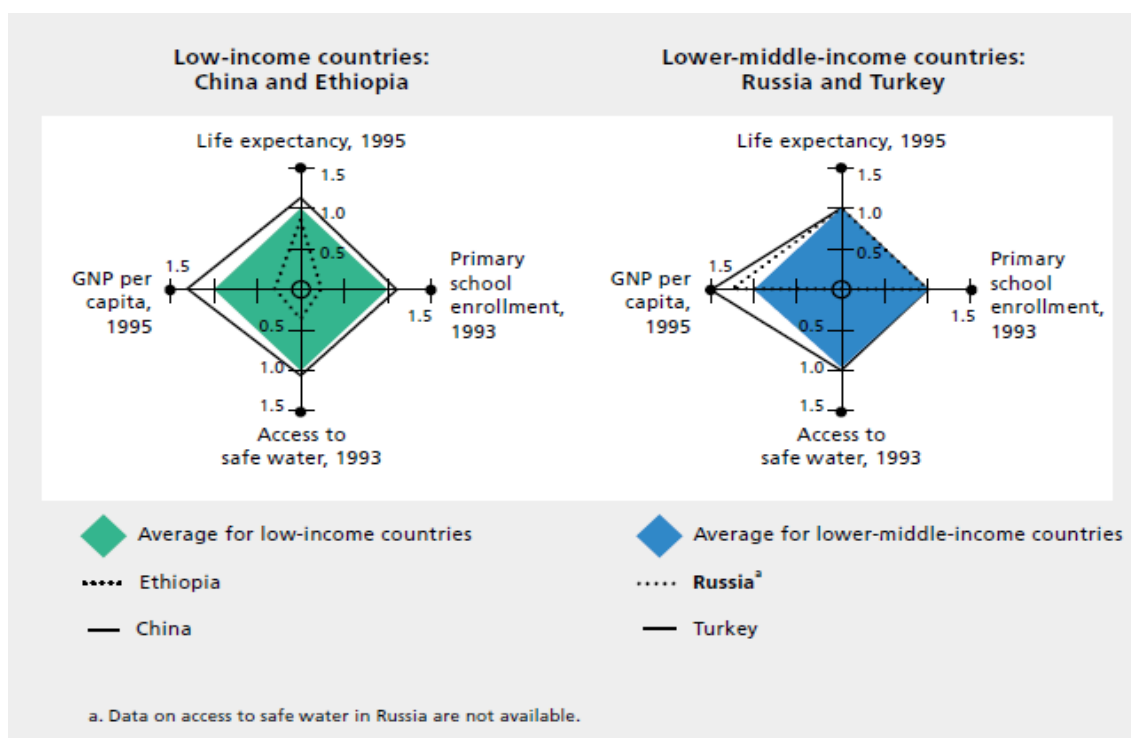 Low-income countries:
China and Ethiopia
Life expectancy, 1995
1.5
1.0
0.5
1.5
GNP per
capita,
1995
Primary
school
enrollment,
1993
1.5
0.5
1.0
1.5
Access to
safe water, 1993
Average for low-income countries
Ethiopia
China
Lower-middle-income countries:
Russia and Turkey
Life expectancy, 1995
1.5
1.0
0.5
1.5
GNP per
capita,
1995
Primary
school
enrollment,
1993
1.5
0.5
1.0
1.5
Access to
safe water, 1993
Average for lower-middle-income countries
Russiaᵃ
Turkey
a. Data on access to safe water in Russia are not available.